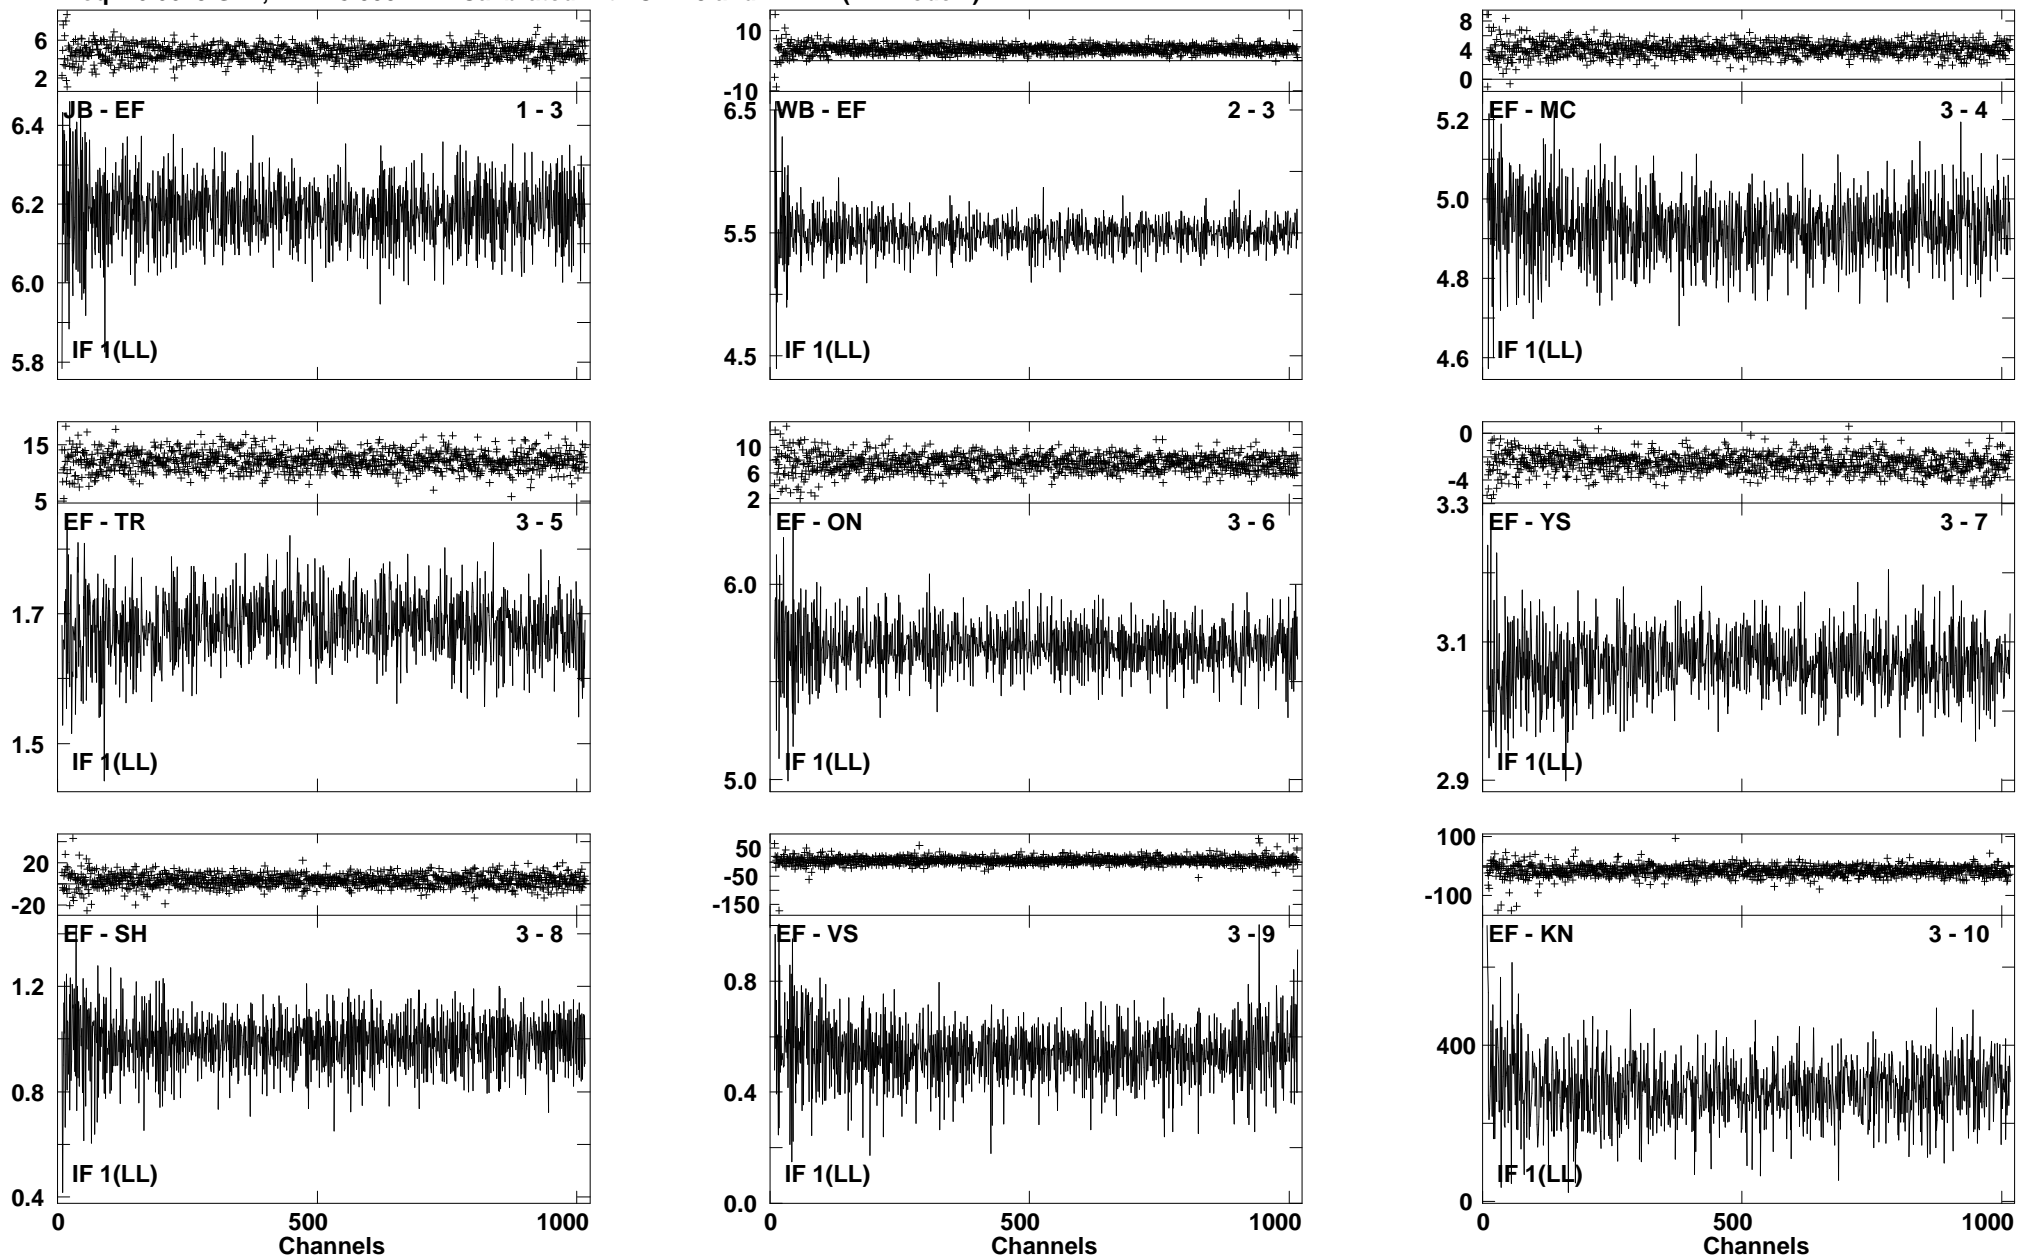 6
2
JB - EF 1 - 3
6.4
6.2
6.0
5.8
IF 1(LL)
10
-10
WB - EF 2 - 3
6.5
5.5
4.5
IF 1(LL)
8
4
0
EF - MC 3 - 4
5.2
5.0
4.8
4.6
IF 1(LL)
15
5
EF - TR 3 - 5
1.7
1.5
IF 1(LL)
10
6
2
EF - ON 3 - 6
6.0
5.0
IF 1(LL)
0
-4
3.3
EF - YS 3 - 7
3.1
2.9
IF 1(LL)
20
-20
EF - SH 3 - 8
1.2
0.8
0.4
IF 1(LL)
0 500 1000
Channels
50
-50
-150
EF - VS 3 - 9
0.8
0.4
0.0
IF 1(LL)
0 500 1000
Channels
100
-100
EF - KN 3 - 10
400
0
IF 1(LL)
0 500 1000
Channels